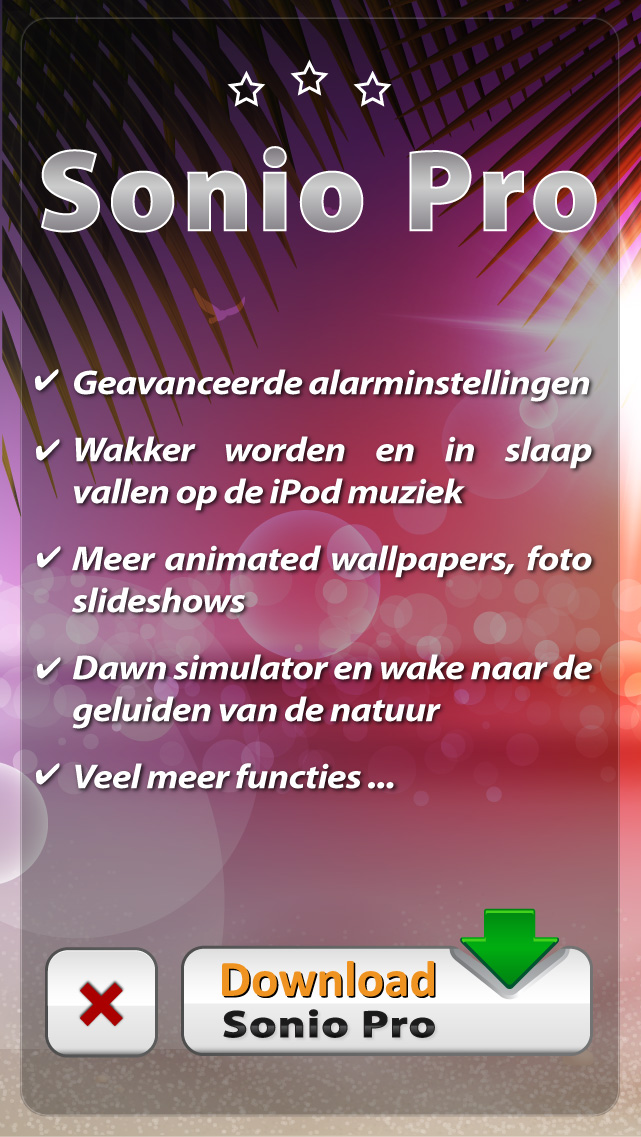 Sonio Pro
Geavanceerde alarminstellingen
Wakker worden en in slaap
vallen op de iPod muziek
Meer animated wallpapers, foto
slideshows
Dawn simulator en wake naar de
geluiden van de natuur
Veel meer functies ...
Download
Sonio Pro